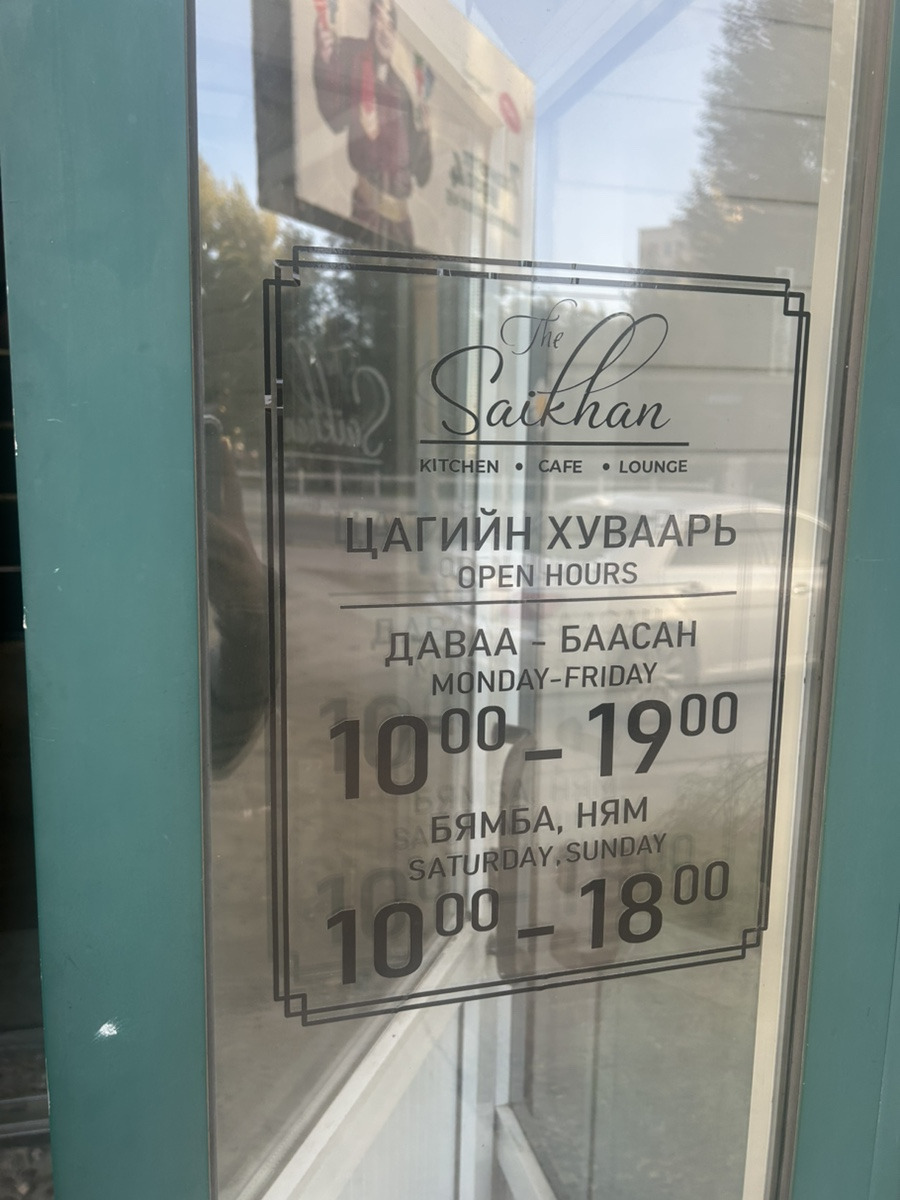 The
Saikhan
KITCHEN • CAFE • LOUNGE
ЦАГИЙН ХУВААРЬ
OPEN HOURS
ДАВАА - БААСАН
MONDAY-FRIDAY
10⁰⁰ - 19⁰⁰
БЯМБА, НЯМ
SATURDAY, SUNDAY
10⁰⁰ - 18⁰⁰